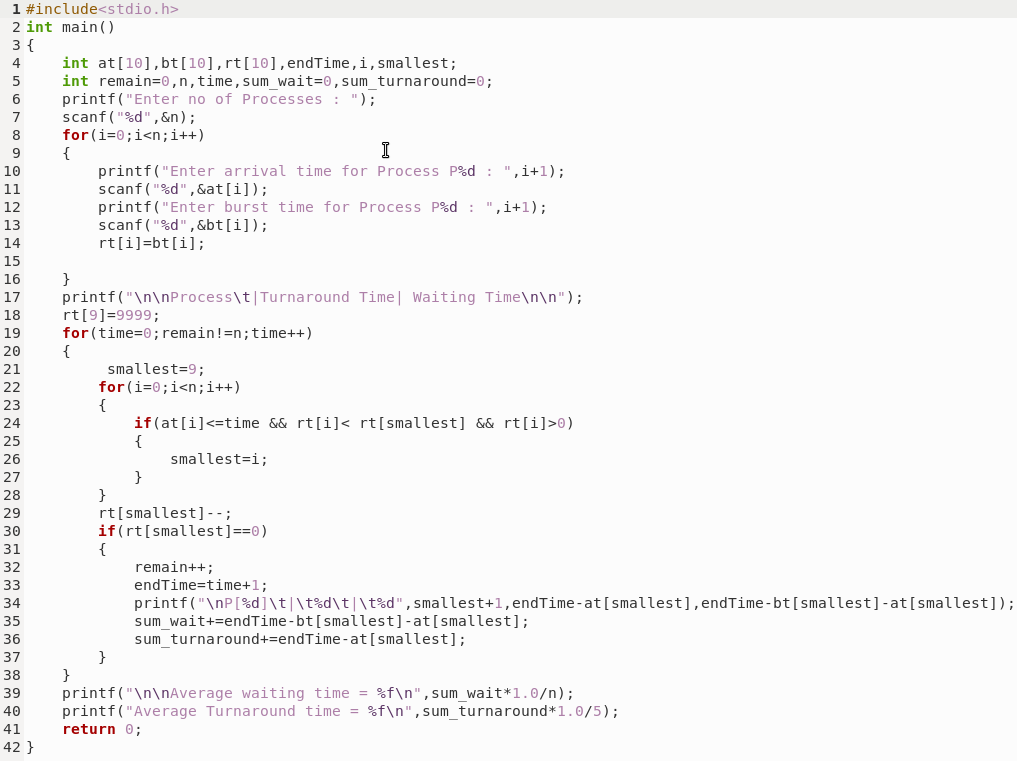 1 #include<stdio.h>
2 int main()
3 {
4     int at[10],bt[10],rt[10],endTime,i,smallest;
5     int remain=0,n,time,sum_wait=0,sum_turnaround=0;
6     printf("Enter no of Processes : ");
7     scanf("%d",&n);
8     for(i=0;i<n;i++)
9     {
10         printf("Enter arrival time for Process P%d : ",i+1);
11         scanf("%d",&at[i]);
12         printf("Enter burst time for Process P%d : ",i+1);
13         scanf("%d",&bt[i]);
14         rt[i]=bt[i];
15
16     }
17     printf("\n\nProcess\t|Turnaround Time| Waiting Time\n\n");
18     rt[9]=9999;
19     for(time=0;remain!=n;time++)
20     {
21          smallest=9;
22         for(i=0;i<n;i++)
23         {
24             if(at[i]<=time && rt[i]< rt[smallest] && rt[i]>0)
25             {
26                 smallest=i;
27             }
28         }
29         rt[smallest]--;
30         if(rt[smallest]==0)
31         {
32             remain++;
33             endTime=time+1;
34             printf("\nP[%d]\t|\t%d\t|\t%d",smallest+1,endTime-at[smallest],endTime-bt[smallest]-at[smallest]);
35             sum_wait+=endTime-bt[smallest]-at[smallest];
36             sum_turnaround+=endTime-at[smallest];
37         }
38     }
39     printf("\n\nAverage waiting time = %f\n",sum_wait*1.0/n);
40     printf("Average Turnaround time = %f\n",sum_turnaround*1.0/5);
41     return 0;
42 }